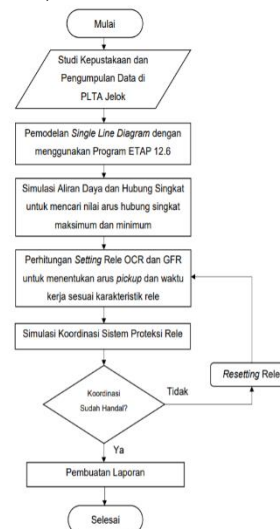 Mulai
Studi Kepustakaan dan
Pengumpulan Data di
PLTA Jelok
Pemodelan Single Line Diagram dengan
menggunakan Program ETAP 12.6
Simulasi Aliran Daya dan Hubung Singkat
untuk mencari nilai arus hubung singkat
maksimum dan minimum
Perhitungan Setting Rele OCR dan GFR
untuk menentukan arus pickup dan waktu
kerja sesuai karakteristik rele
Simulasi Koordinasi Sistem Proteksi Rele
Resetting Rele
Koordinasi
Sudah Handal?
Tidak
Ya
Pembuatan Laporan
Selesai